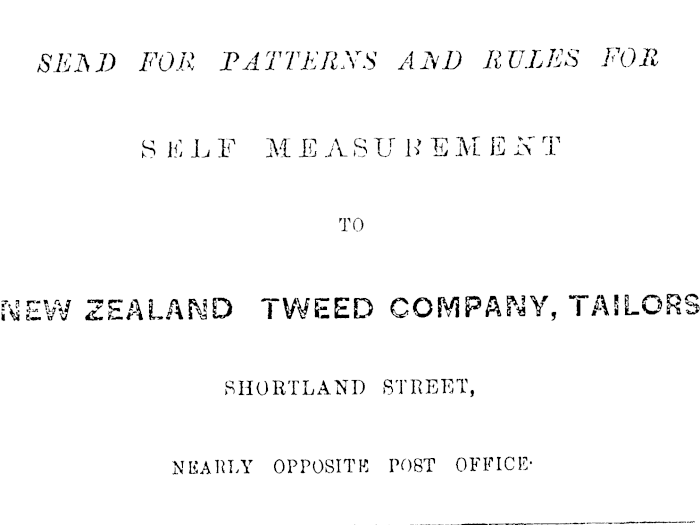 SEND FOR PATTERNS AND RULES FOR
SELF MEASUREMENT
TO
NEW ZEALAND TWEED COMPANY, TAILORS
SHORTLAND STREET,
NEARLY OPPOSITE POST OFFICE.